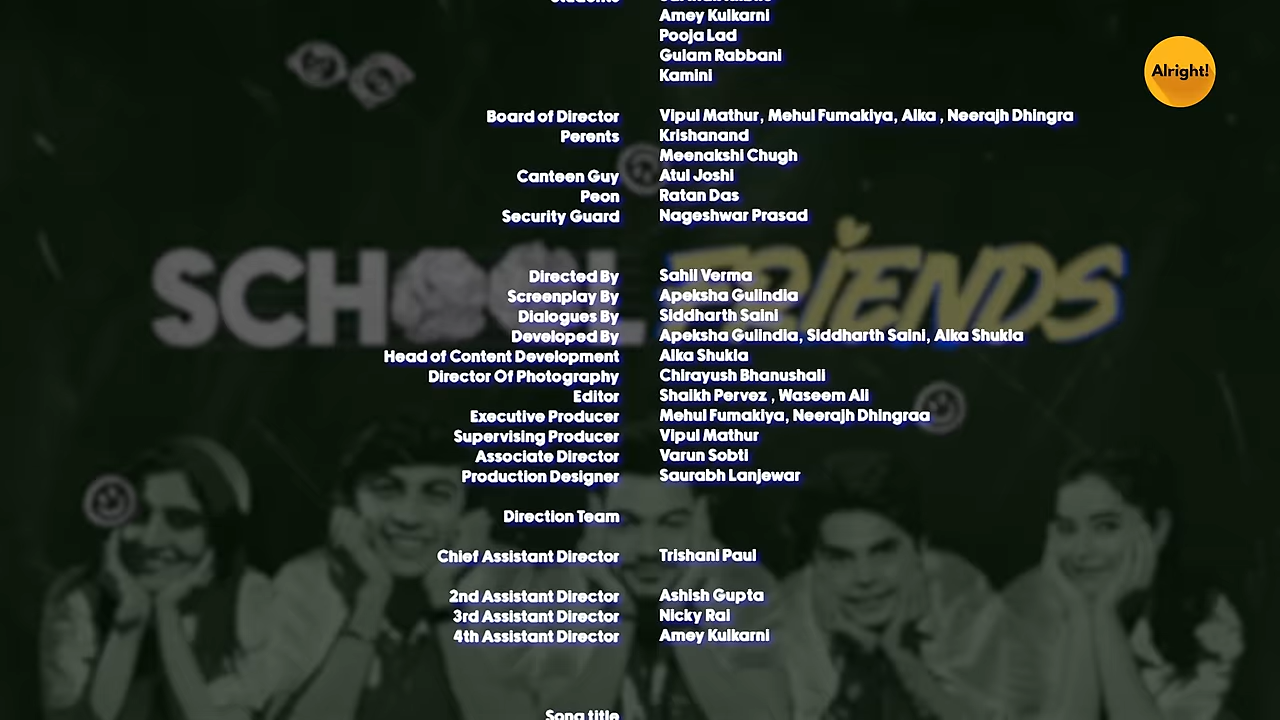 Students
Amey Kulkarni
Pooja Lad
Gulam Rabbani
Kamini
Alright!
Board of Director Vipul Mathur, Mehul Fumakiya, Alka , Neerajh Dhingra
Perents Krishanand
Meenakshi Chugh
Canteen Guy Atul Joshi
Peon Ratan Das
Security Guard Nageshwar Prasad
SCHOOL FRIENDS
Directed By Sahil Verma
Screenplay By Apeksha Gulindia
Dialogues By Siddharth Saini
Developed By Apeksha Gulindia, Siddharth Saini, Alka Shukla
Head of Content Development Alka Shukla
Director Of Photography Chirayush Bhanushali
Editor Shaikh Pervez , Waseem Ali
Executive Producer Mehul Fumakiya, Neerajh Dhingraa
Supervising Producer Vipul Mathur
Associate Director Varun Sobti
Production Designer Saurabh Lanjewar
Direction Team
Chief Assistant Director Trishani Paul
2nd Assistant Director Ashish Gupta
3rd Assistant Director Nicky Rai
4th Assistant Director Amey Kulkarni
Song title